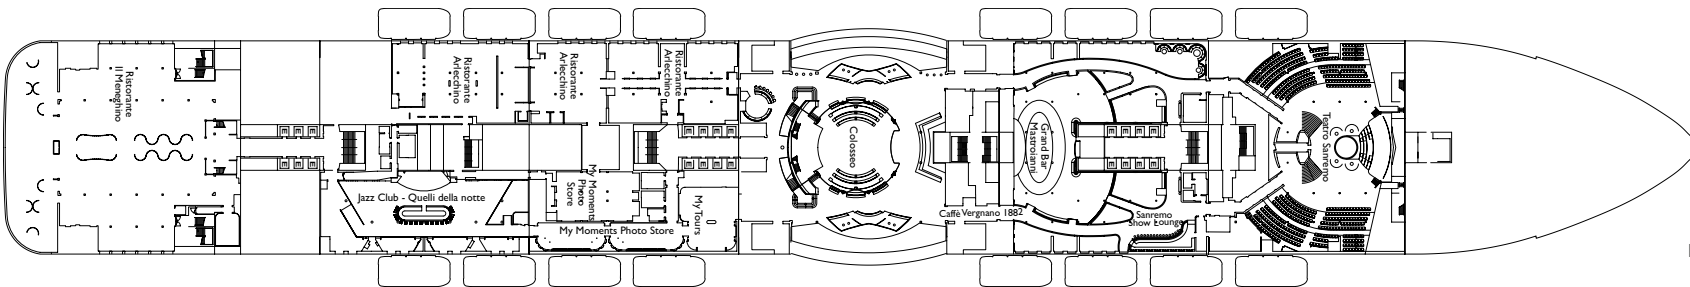 Ristorante
Il Meneghino
Ristorante
Arlecchino
Ristorante
Arlecchino
Ristorante
Arlecchino
Jazz Club - Quelli della notte
My Moments
Photo
Store
My Moments Photo Store
My Tours
Colosseo
Caffè Vergnano 1882
Grand Bar
Mastroianni
Sanremo
Show Lounge
Teatro Sanremo